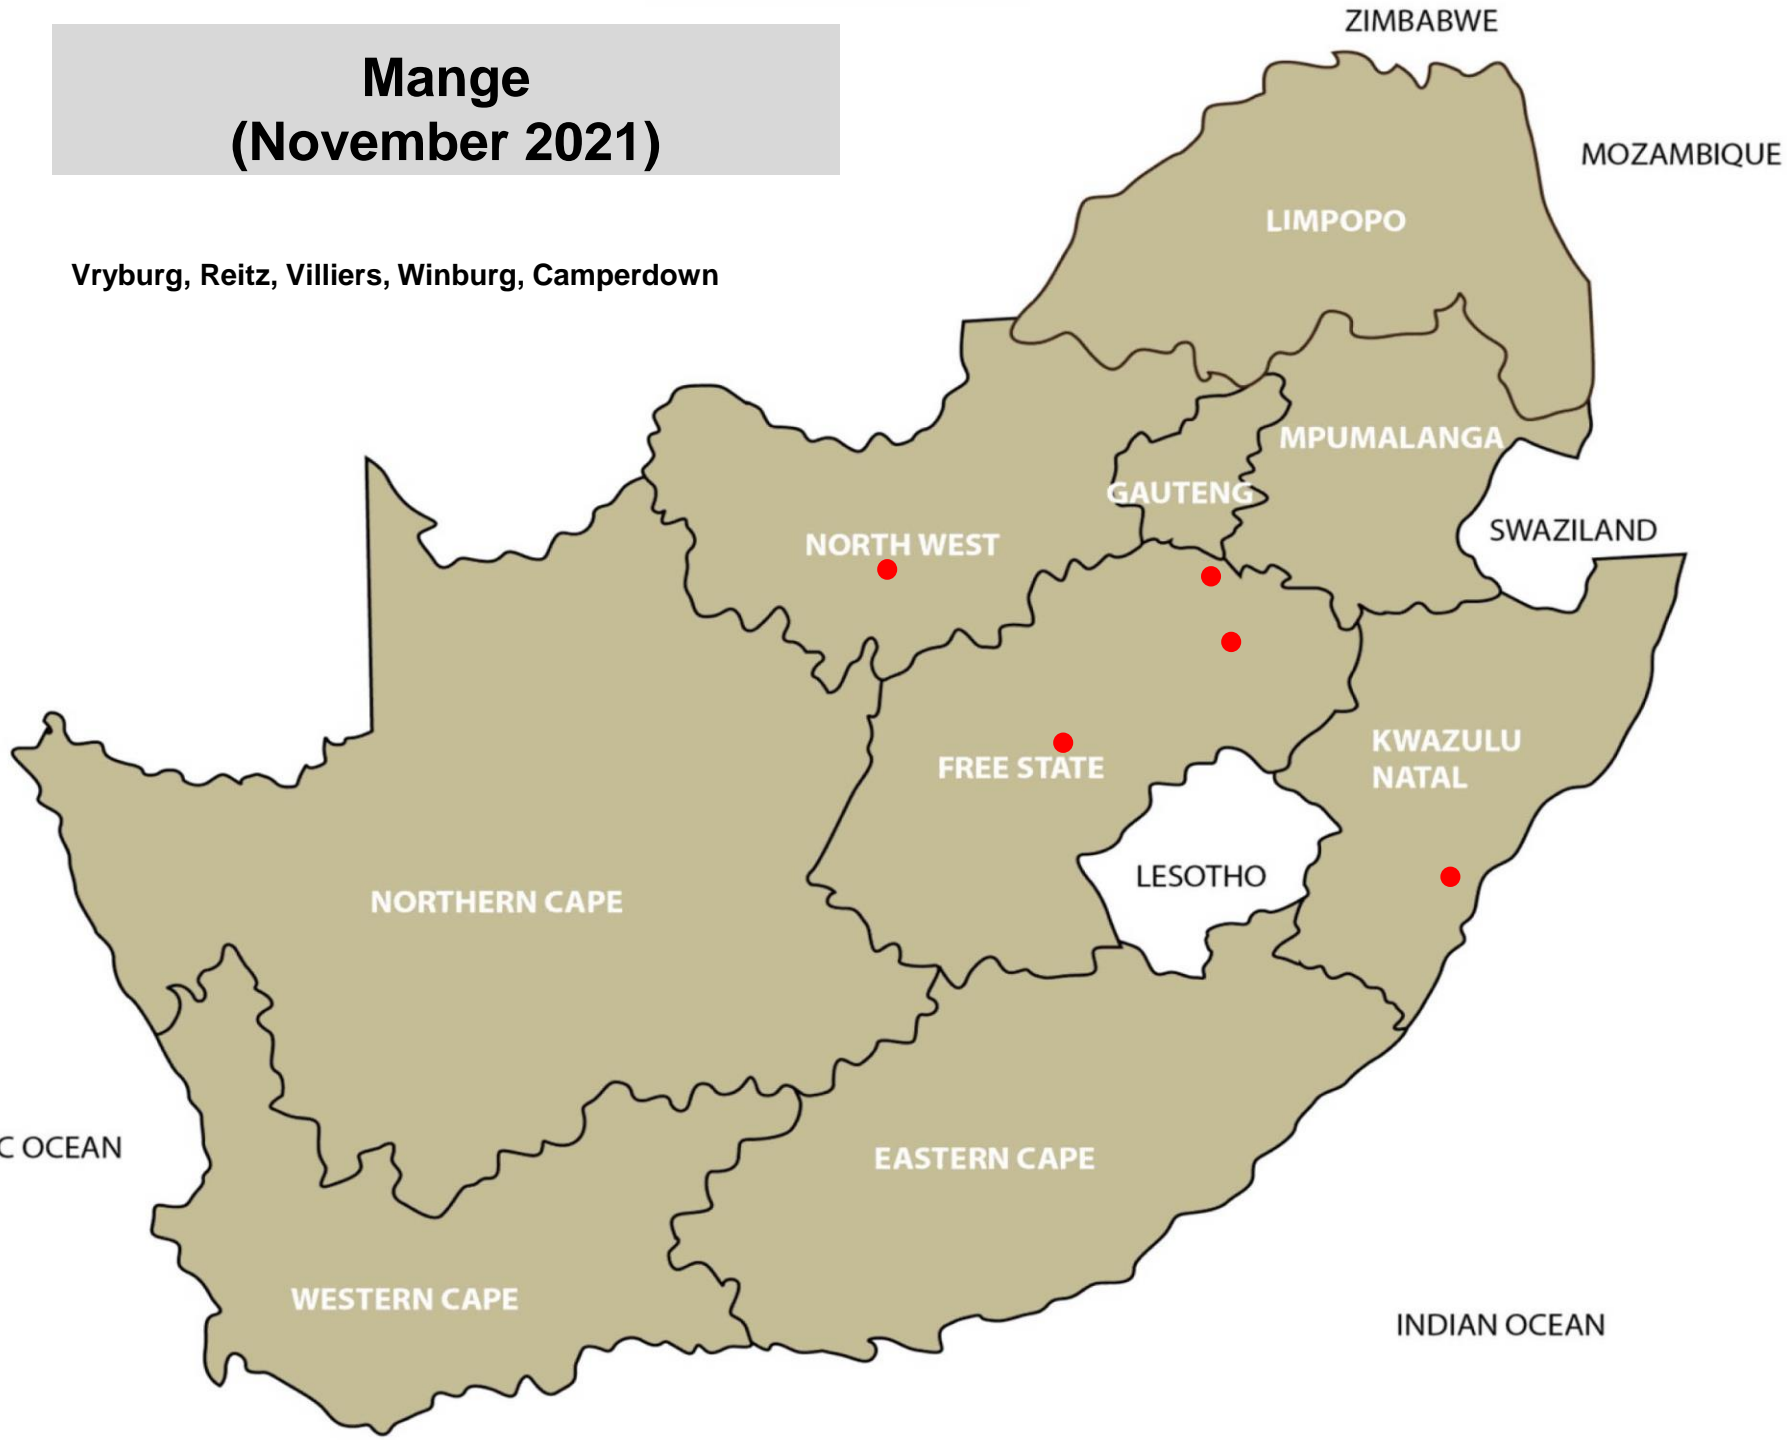 Mange
(November 2021)
Vryburg, Reitz, Villiers, Winburg, Camperdown
ZIMBABWE
MOZAMBIQUE
LIMPOPO
MPUMALANGA
GAUTENG
SWAZILAND
NORTH WEST
KWAZULU
NATAL
FREE STATE
LESOTHO
NORTHERN CAPE
C OCEAN
EASTERN CAPE
WESTERN CAPE
INDIAN OCEAN